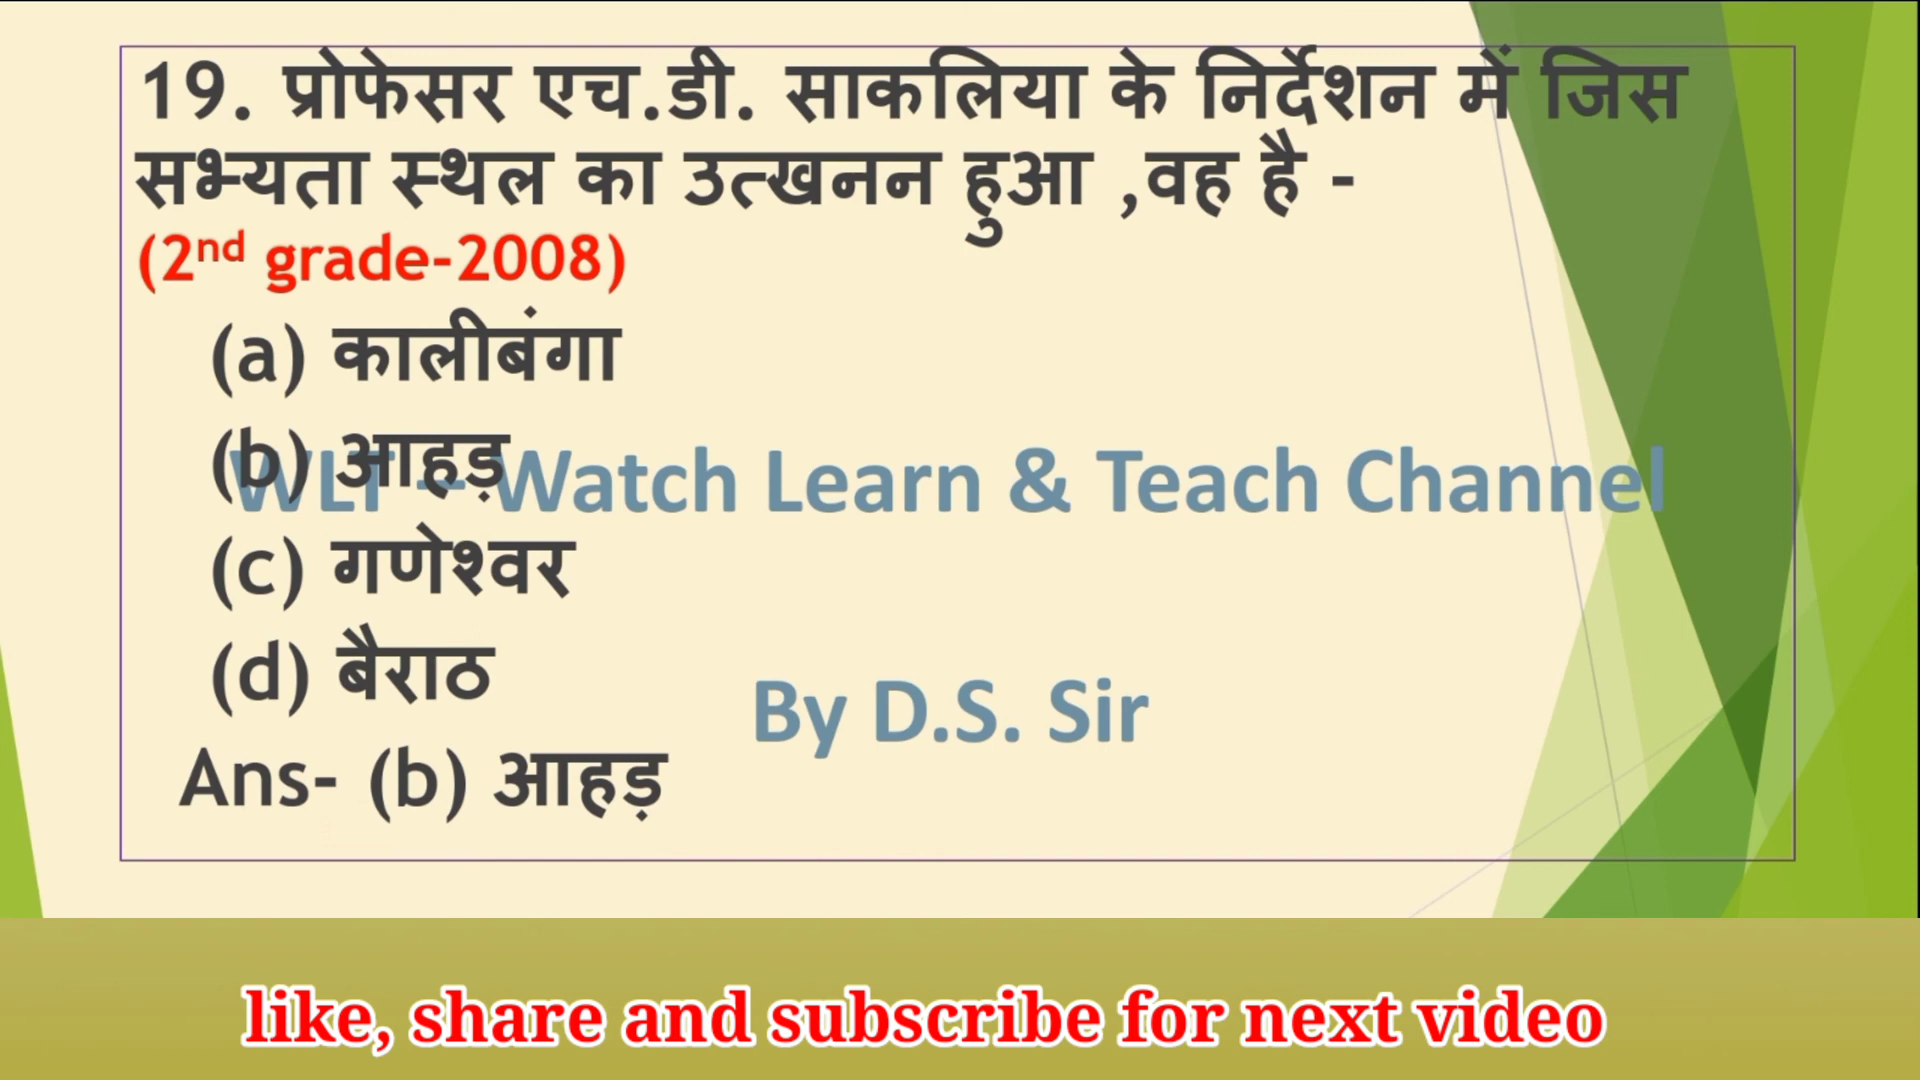 19. प्रोफेसर एच.डी. साकलिया के निर्देशन में जिस
सभ्यता स्थल का उत्खनन हुआ ,वह है -
(2nd grade-2008)
(a) कालीबंगा
(b) आहड़
WLT – Watch Learn & Teach Channel
(c) गणेश्वर
(d) बैराठ
By D.S. Sir
Ans- (b) आहड़
like, share and subscribe for next video